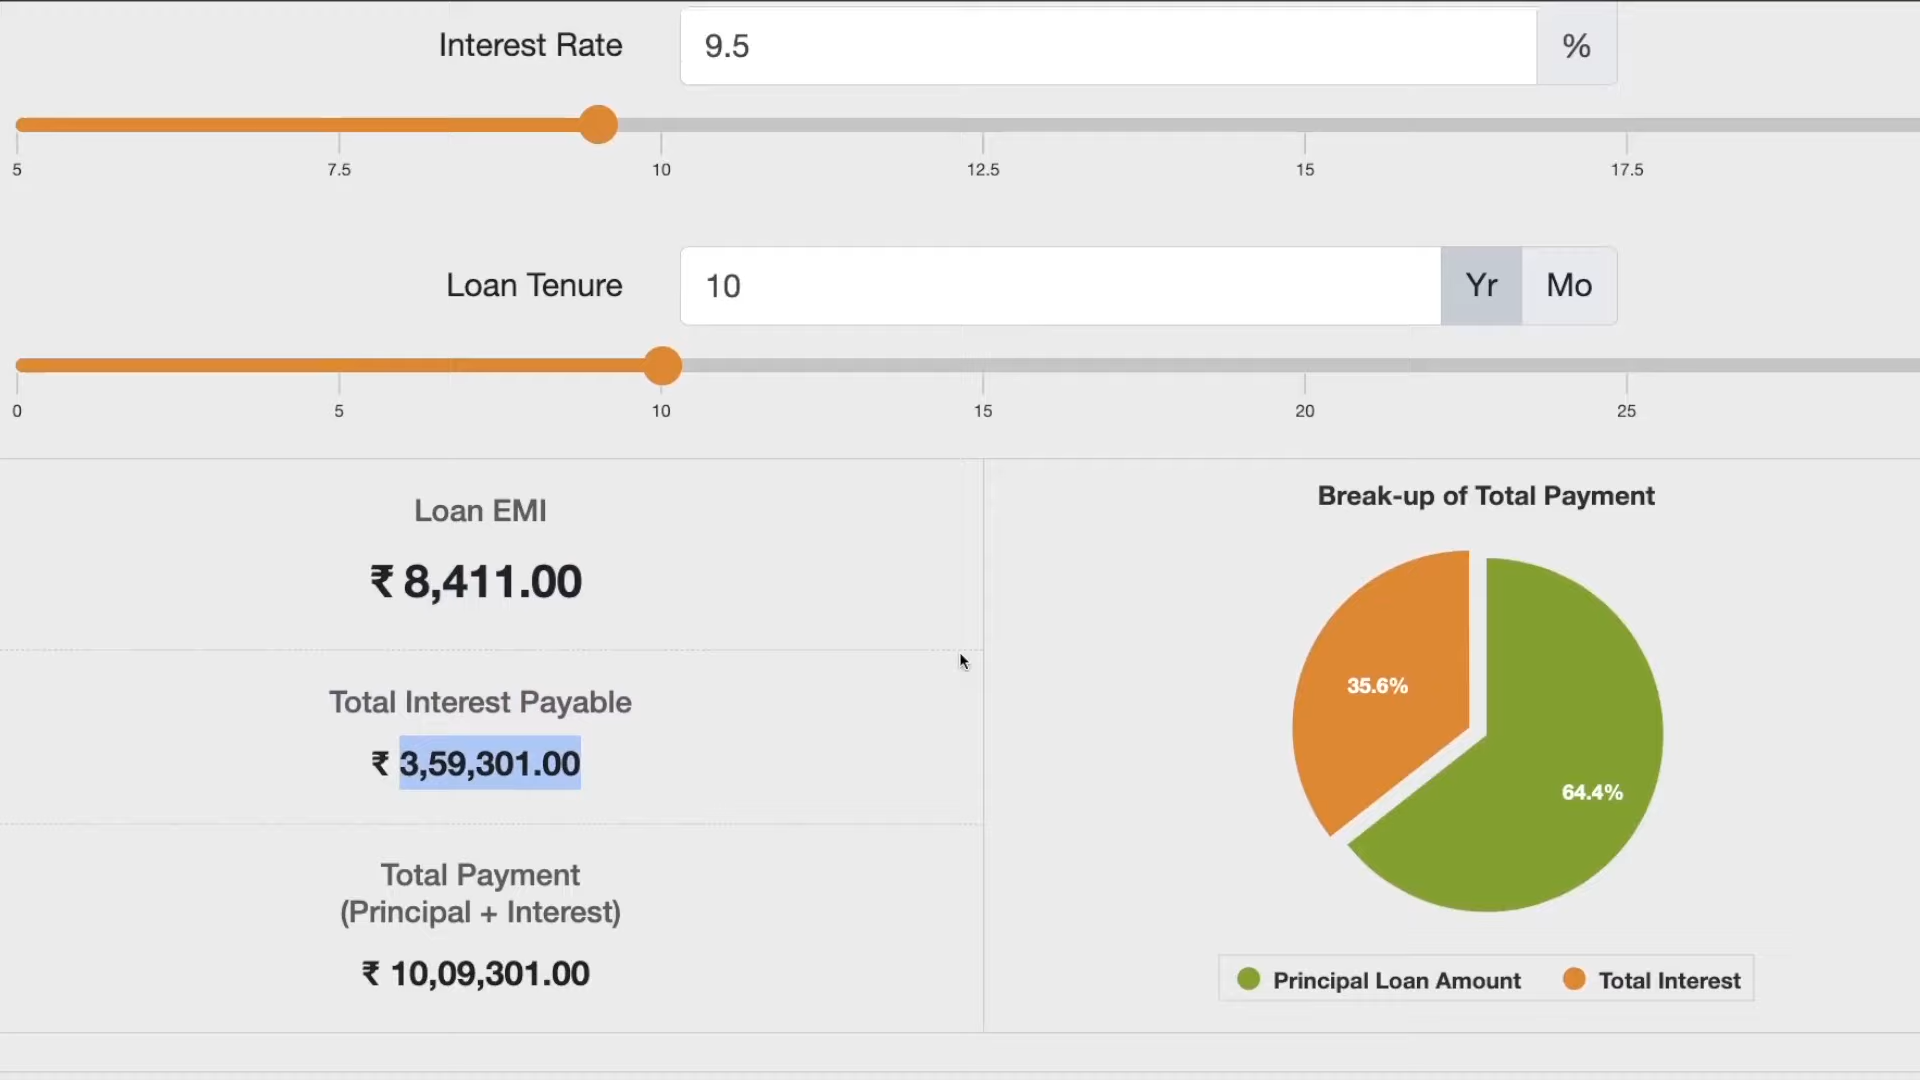 Interest Rate 9.5 %
5 7.5 10 12.5 15 17.5
Loan Tenure 10 Yr Mo
0 5 10 15 20 25
Loan EMI
₹ 8,411.00
Total Interest Payable
₹ 3,59,301.00
Total Payment
(Principal + Interest)
₹ 10,09,301.00
Break-up of Total Payment
35.6%
64.4%
Principal Loan Amount Total Interest